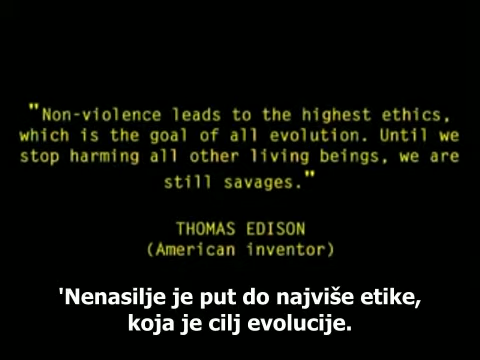 "Non-violence leads to the highest ethics,
which is the goal of all evolution. Until we
stop harming all other living beings, we are
still savages."
THOMAS EDISON
(American inventor)
'Nenasilje je put do najviše etike,
koja je cilj evolucije.